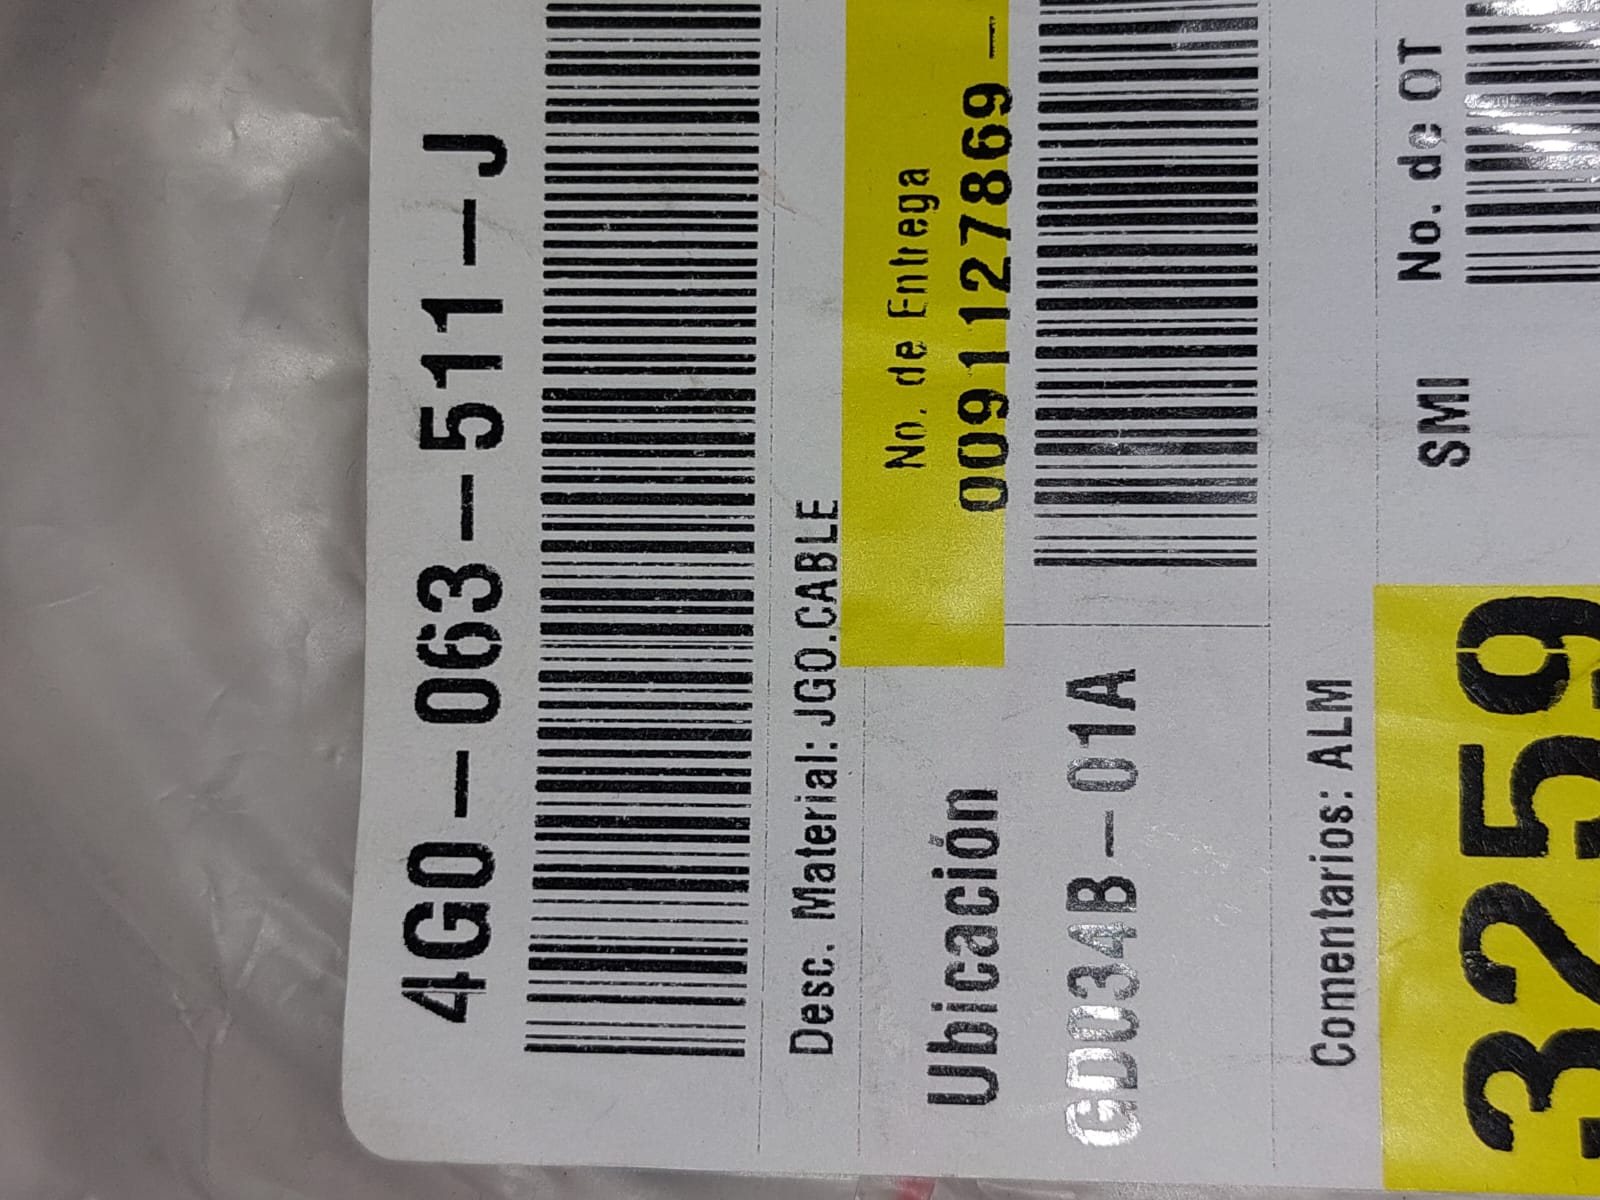 4G0-063-511-J
Desc. Material: JGO.CABLE
No. de Entrega
0091127869-
Ubicación
GD034B-01A
Comentarios: ALM
SMI
No. de OT
3259